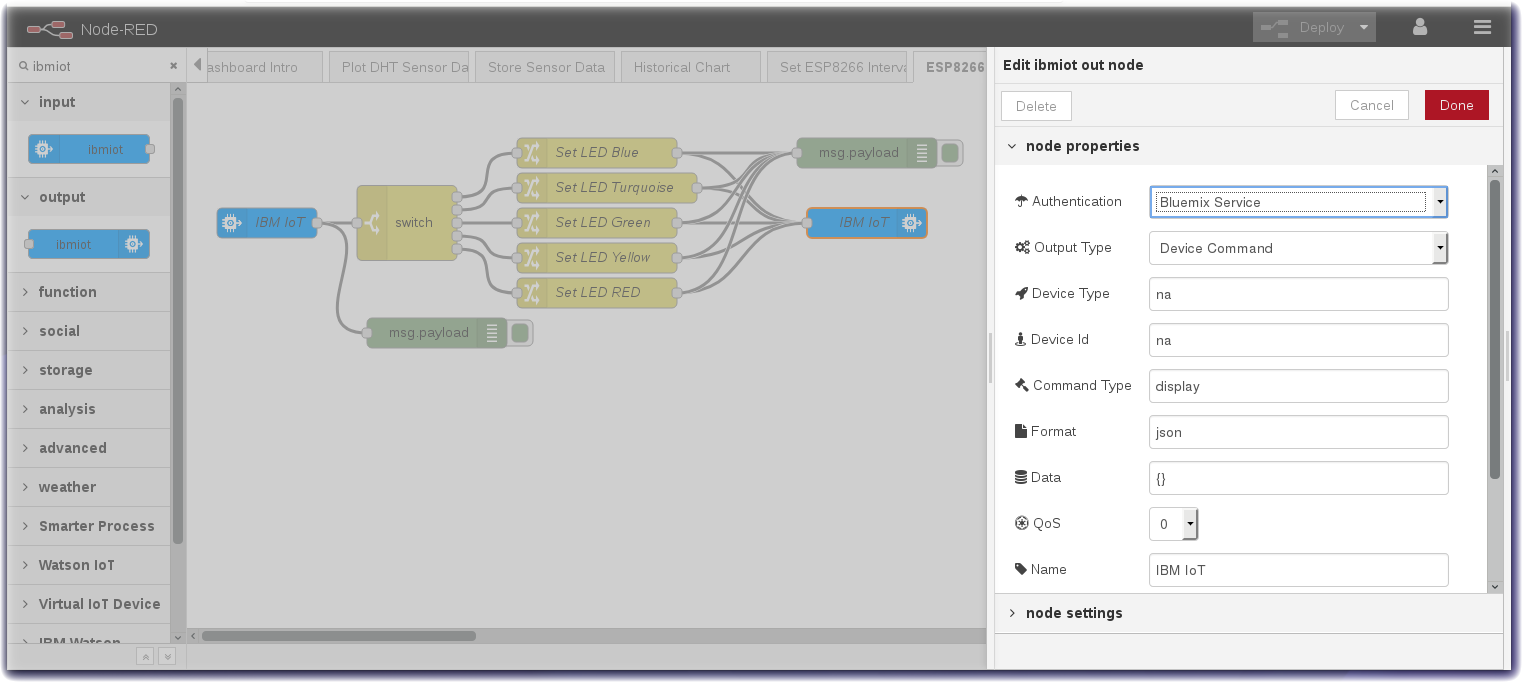 Node-RED
Deploy
ibmiot
ashboard Intro
Plot DHT Sensor Da
Store Sensor Data
Historical Chart
Set ESP8266 Interva
ESP8266
input
ibmiot
output
ibmiot
function
social
storage
analysis
advanced
weather
Smarter Process
Watson IoT
Virtual IoT Device
IBM Watson
IBM IoT
switch
Set LED Blue
Set LED Turquoise
Set LED Green
Set LED Yellow
Set LED RED
msg.payload
IBM IoT
msg.payload
Edit ibmiot out node
Delete
Cancel
Done
node properties
Authentication
Bluemix Service
Output Type
Device Command
Device Type
na
Device Id
na
Command Type
display
Format
json
Data
{}
QoS
0
Name
IBM IoT
node settings